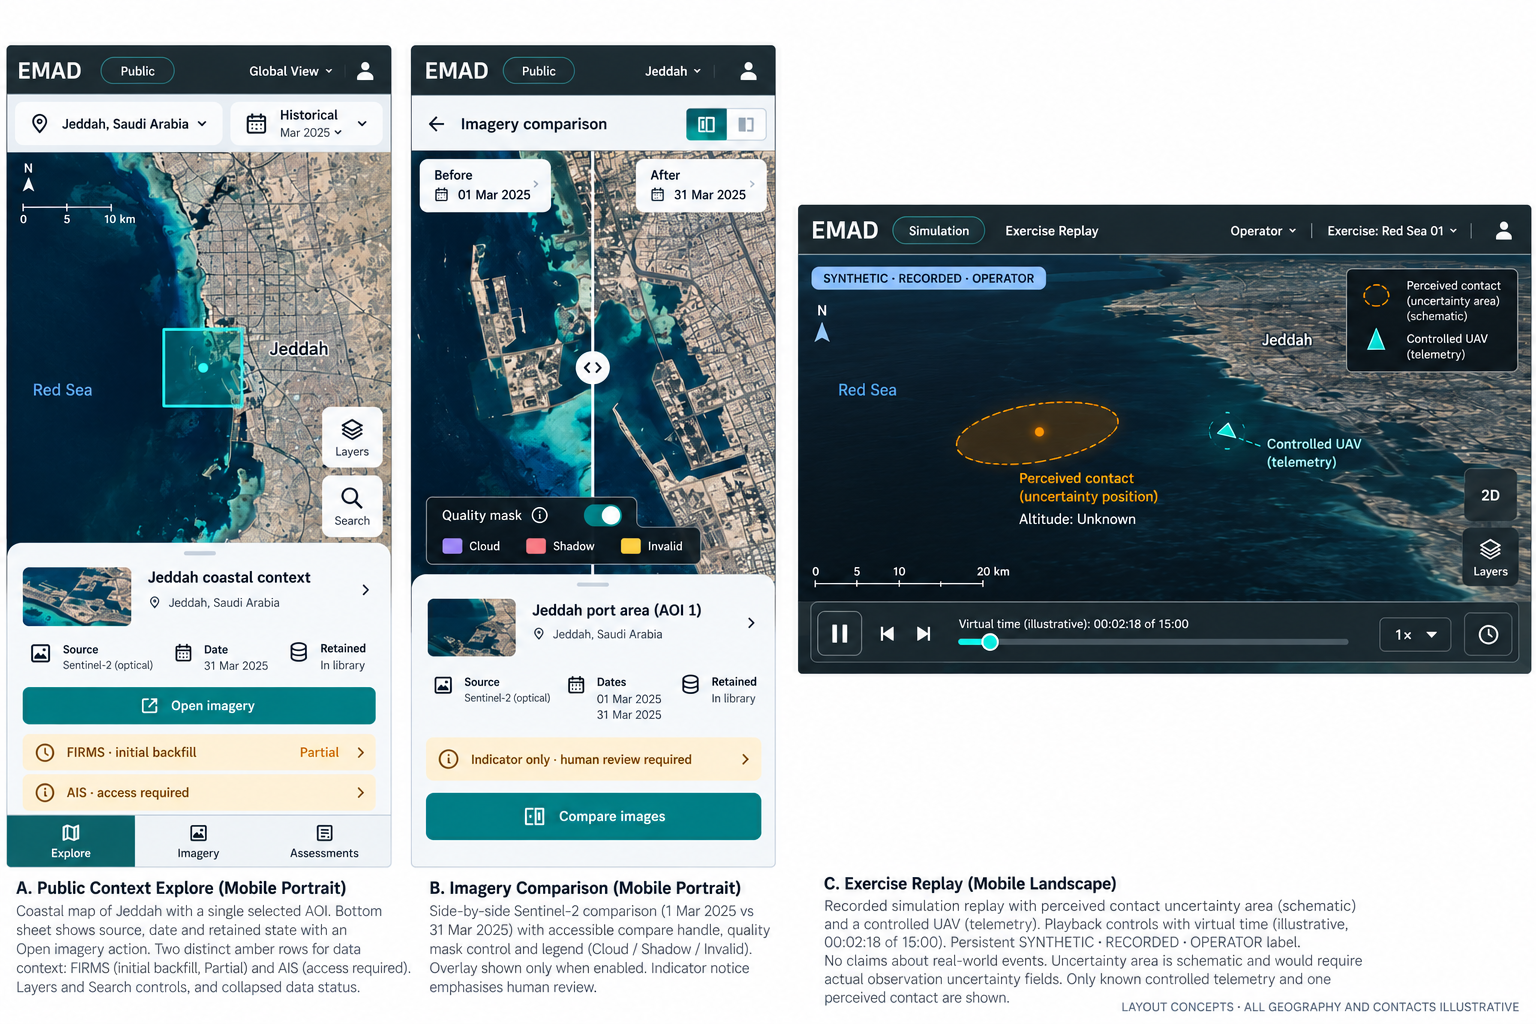 EMAD
Public
Global View
Jeddah, Saudi Arabia
Historical
Mar 2025
N
0 5 10 km
Jeddah
Red Sea
Layers
Search
Jeddah coastal context
Jeddah, Saudi Arabia
Source
Sentinel-2 (optical)
Date
31 Mar 2025
Retained
In library
Open imagery
FIRMS · initial backfill Partial
AIS · access required
Explore
Imagery
Assessments
A. Public Context Explore (Mobile Portrait)
Coastal map of Jeddah with a single selected AOI. Bottom
sheet shows source, date and retained state with an
Open imagery action. Two distinct amber rows for data
context: FIRMS (initial backfill, Partial) and AIS (access required).
Layers and Search controls, and collapsed data status.
EMAD
Public
Jeddah
Imagery comparison
Before
01 Mar 2025
After
31 Mar 2025
Quality mask
Cloud
Shadow
Invalid
Jeddah port area (AOI 1)
Jeddah, Saudi Arabia
Source
Sentinel-2 (optical)
Dates
01 Mar 2025
31 Mar 2025
Retained
In library
Indicator only · human review required
Compare images
B. Imagery Comparison (Mobile Portrait)
Side-by-side Sentinel-2 comparison (1 Mar 2025 vs
31 Mar 2025) with accessible compare handle, quality
mask control and legend (Cloud / Shadow / Invalid).
Overlay shown only when enabled. Indicator notice
emphasises human review.
EMAD
Simulation
Exercise Replay
Operator
Exercise: Red Sea 01
SYNTHETIC · RECORDED · OPERATOR
N
Perceived contact
(uncertainty area)
(schematic)
Controlled UAV
(telemetry)
Jeddah
Red Sea
Controlled UAV
(telemetry)
Perceived contact
(uncertainty position)
Altitude: Unknown
2D
Layers
0 5 10 20 km
Virtual time (illustrative): 00:02:18 of 15:00
1×
C. Exercise Replay (Mobile Landscape)
Recorded simulation replay with perceived contact uncertainty area (schematic)
and a controlled UAV (telemetry). Playback controls with virtual time (illustrative,
00:02:18 of 15:00). Persistent SYNTHETIC · RECORDED · OPERATOR label.
No claims about real-world events. Uncertainty area is schematic and would require
actual observation uncertainty fields. Only known controlled telemetry and one
perceived contact are shown.
LAYOUT CONCEPTS · ALL GEOGRAPHY AND CONTACTS ILLUSTRATIVE